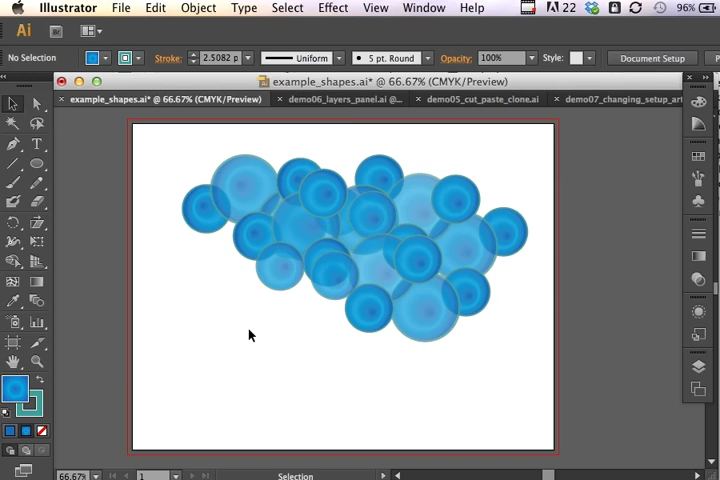 Illustrator File Edit Object Type Select Effect View Window Help 22 96%
Ai Br
No Selection Stroke: 2.5082 p Uniform 5 pt. Round Opacity: 100% Style: Document Setup
example_shapes.ai* @ 66.67% (CMYK/Preview)
× example_shapes.ai* @ 66.67% (CMYK/Preview) × demo06_layers_panel.ai @... × demo05_cut_paste_clone.ai × demo07_changing_setup_art
T
66.67% 1 Selection